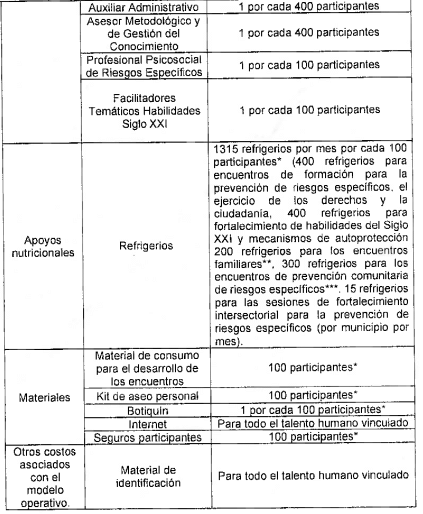 Auxiliar Administrativo
1 por cada 400 participantes
Asesor Metodológico y
de Gestión del
Conocimiento
1 por cada 400 participantes
Profesional Psicosocial
de Riesgos Específicos
1 por cada 100 participantes
Facilitadores
Temáticos Habilidades
Siglo XXI
1 por cada 100 participantes
Apoyos
nutricionales
Refrigerios
1315 refrigerios por mes por cada 100
participantes* (400 refrigerios para
encuentros de formación para la
prevención de riesgos específicos, el
ejercicio de los derechos y la
ciudadanía, 400 refrigerios para
fortalecimiento de habilidades del Siglo
XXI y mecanismos de autoprotección
200 refrigerios para los encuentros
familiares**, 300 refrigerios para los
encuentros de prevención comunitaria
de riesgos específicos***. 15 refrigerios
para las sesiones de fortalecimiento
intersectorial para la prevención de
riesgos específicos (por municipio por
mes).
Materiales
Material de consumo
para el desarrollo de
los encuentros
100 participantes*
Kit de aseo personal
100 participantes*
Botiquín
1 por cada 100 participantes*
Internet
Para todo el talento humano vinculado
Seguros participantes
100 participantes*
Otros costos
asociados
con el
modelo
operativo.
Material de
identificación
Para todo el talento humano vinculado